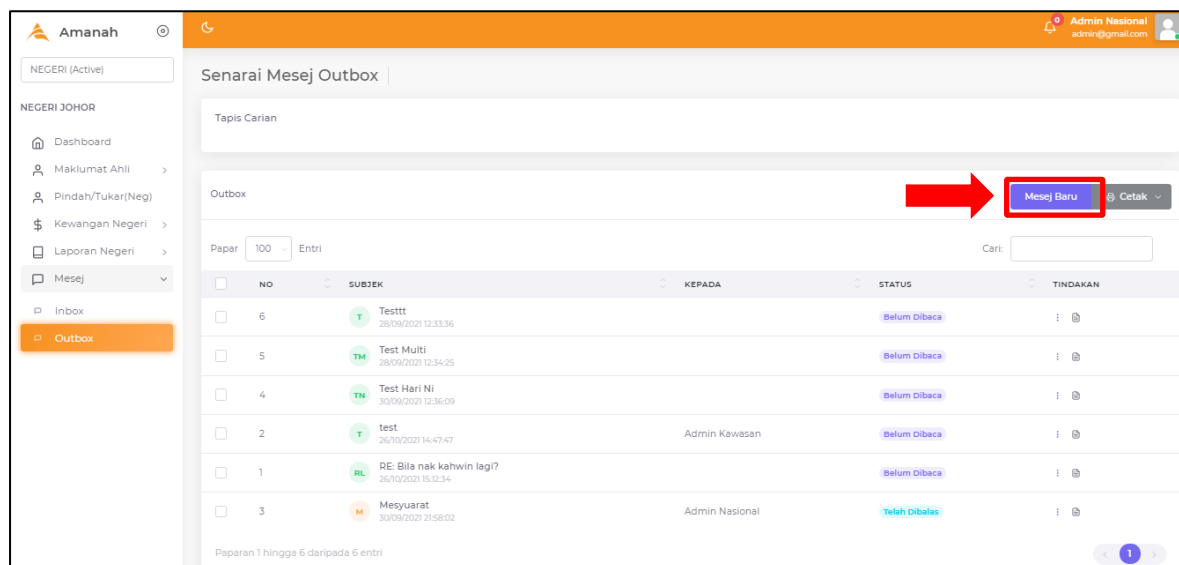 Amanah
0
Admin Nasional
admin@gmail.com
NEGERI (Active)
NEGERI JOHOR
Dashboard
Maklumat Ahli
Pindah/Tukar(Neg)
Kewangan Negeri
Laporan Negeri
Mesej
Inbox
Outbox
Senarai Mesej Outbox
Tapis Carian
Outbox
Mesej Baru
Cetak
Papar 100 Entri
Cari:
NO SUBJEK KEPADA STATUS TINDAKAN
6 T Testtt Belum Dibaca
28/09/2021 12:33:36
5 TM Test Multi Belum Dibaca
28/09/2021 12:34:25
4 TN Test Hari Ni Belum Dibaca
30/09/2021 12:36:09
2 T test Admin Kawasan Belum Dibaca
26/10/2021 14:47:47
1 RL RE: Bila nak kahwin lagi? Belum Dibaca
26/10/2021 15:12:34
3 M Mesyuarat Admin Nasional Telah Dibalas
30/09/2021 21:58:02
Paparan 1 hingga 6 daripada 6 entri
1